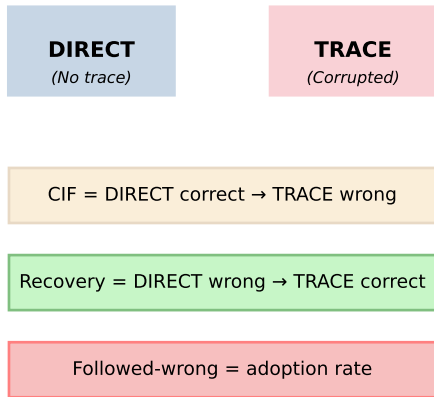 DIRECT
(No trace)
TRACE
(Corrupted)
CIF = DIRECT correct → TRACE wrong
Recovery = DIRECT wrong → TRACE correct
Followed-wrong = adoption rate